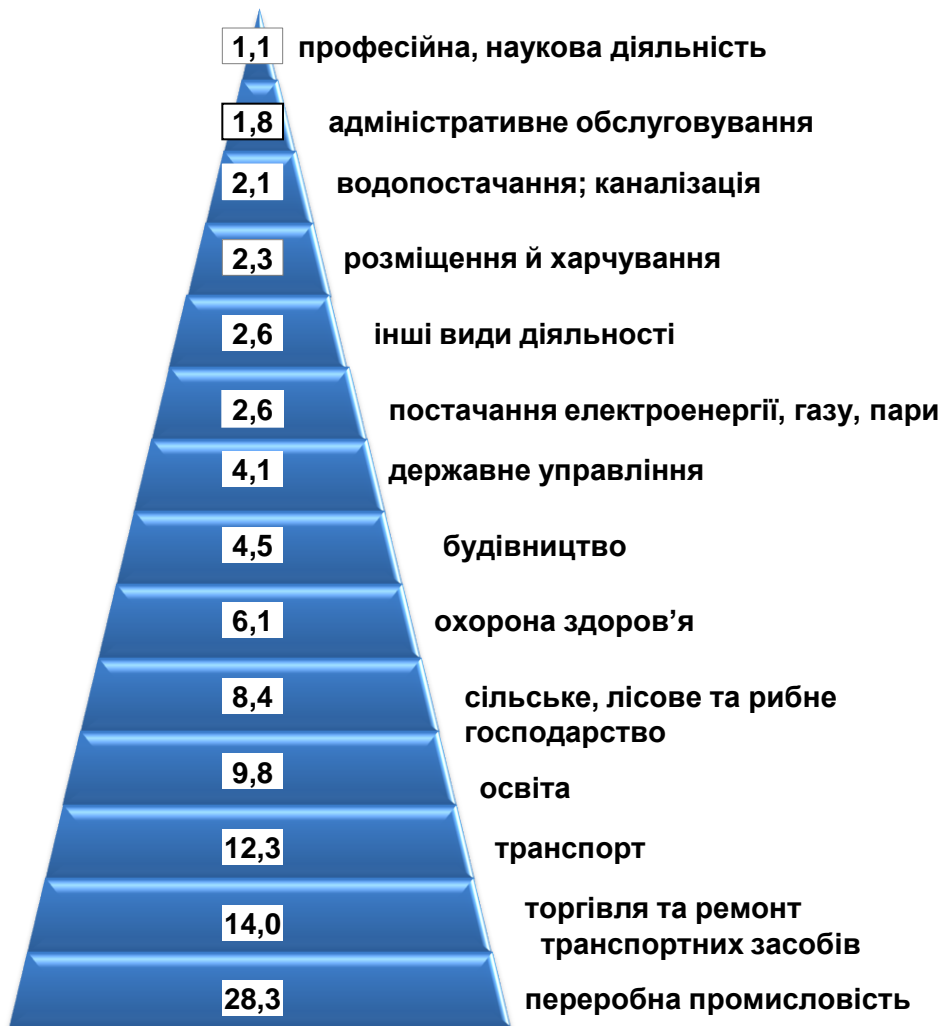 1,1 професійна, наукова діяльність
1,8 адміністративне обслуговування
2,1 водопостачання; каналізація
2,3 розміщення й харчування
2,6 інші види діяльності
2,6 постачання електроенергії, газу, пари
4,1 державне управління
4,5 будівництво
6,1 охорона здоров’я
8,4 сільське, лісове та рибне
господарство
9,8 освіта
12,3 транспорт
14,0 торгівля та ремонт
транспортних засобів
28,3 переробна промисловість